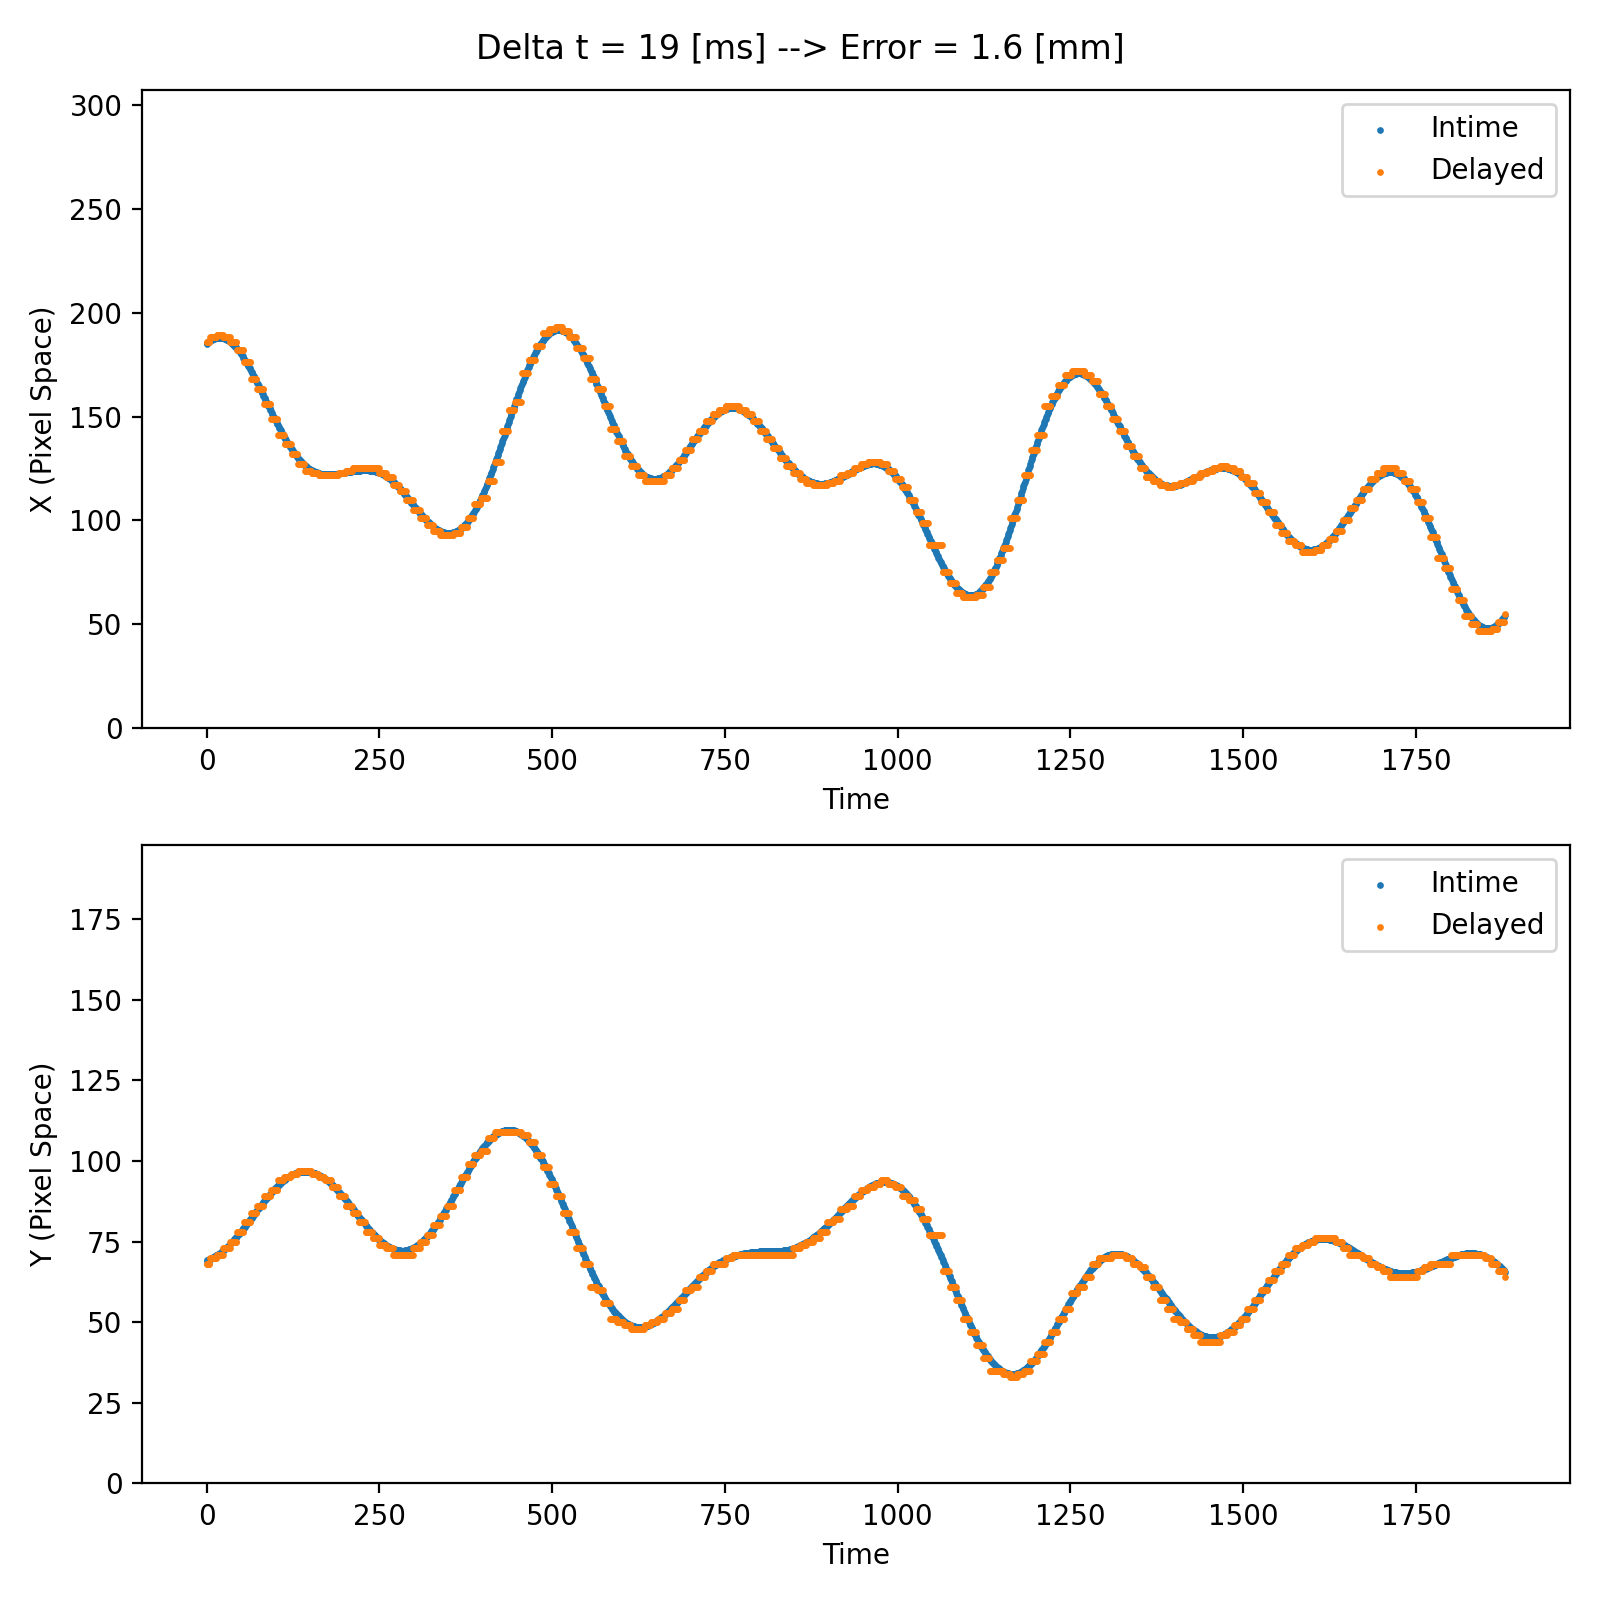 Delta t = 19 [ms] --> Error = 1.6 [mm]
300
250
200
150
100
50
0
X (Pixel Space)
Intime
Delayed
0 250 500 750 1000 1250 1500 1750
Time
175
150
125
100
75
50
25
0
Y (Pixel Space)
Intime
Delayed
0 250 500 750 1000 1250 1500 1750
Time